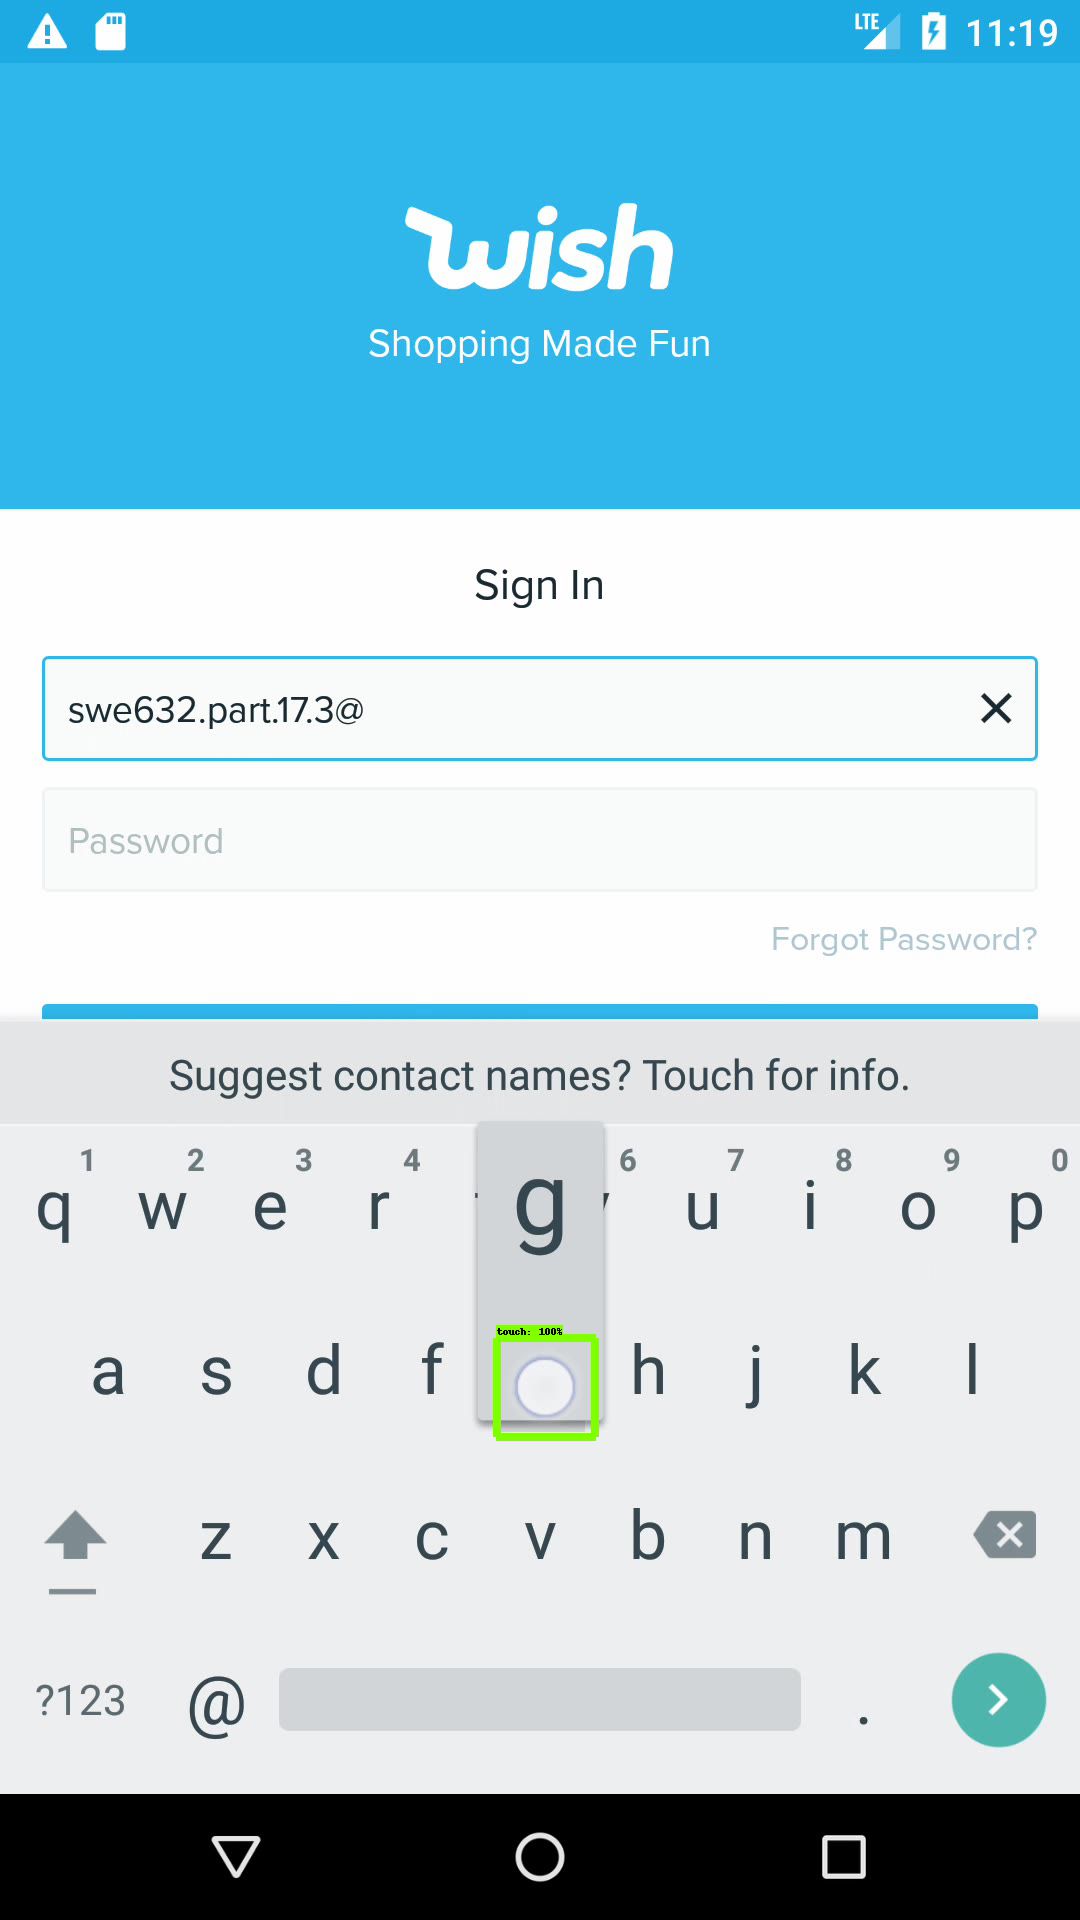 LTE 11:19
wish
Shopping Made Fun
Sign In
swe632.part.17.3@
Password
Forgot Password?
Suggest contact names? Touch for info.
1 2 3 4 6 7 8 9 0
q w e r g u i o p
touch: 100%
a s d f h j k l
z x c v b n m
?123 @ .